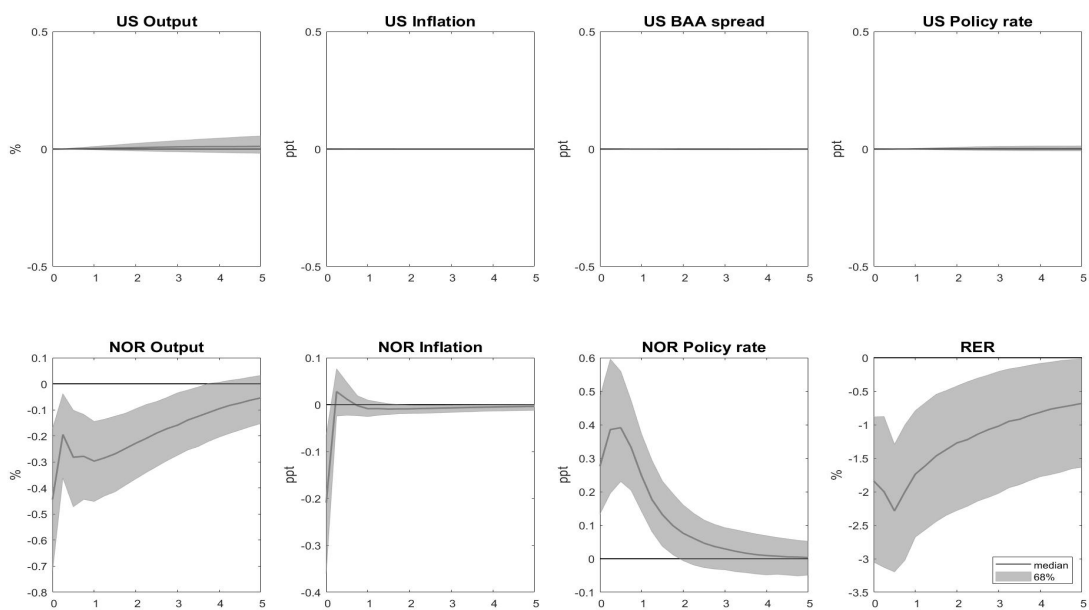 US Output
US Inflation
US BAA spread
US Policy rate
0.5
0.5
0.5
0.5
%
0
ppt
0
ppt
0
ppt
0
-0.5
-0.5
-0.5
-0.5
0 1 2 3 4 5
0 1 2 3 4 5
0 1 2 3 4 5
0 1 2 3 4 5
NOR Output
NOR Inflation
NOR Policy rate
RER
%
0.1
0
-0.1
-0.2
-0.3
-0.4
-0.5
-0.6
-0.7
-0.8
0 1 2 3 4 5
ppt
0.1
0
-0.1
-0.2
-0.3
-0.4
0 1 2 3 4 5
ppt
0.6
0.5
0.4
0.3
0.2
0.1
0
-0.1
0 1 2 3 4 5
%
0
-0.5
-1
-1.5
-2
-2.5
-3
-3.5
0 1 2 3 4 5
median
68%